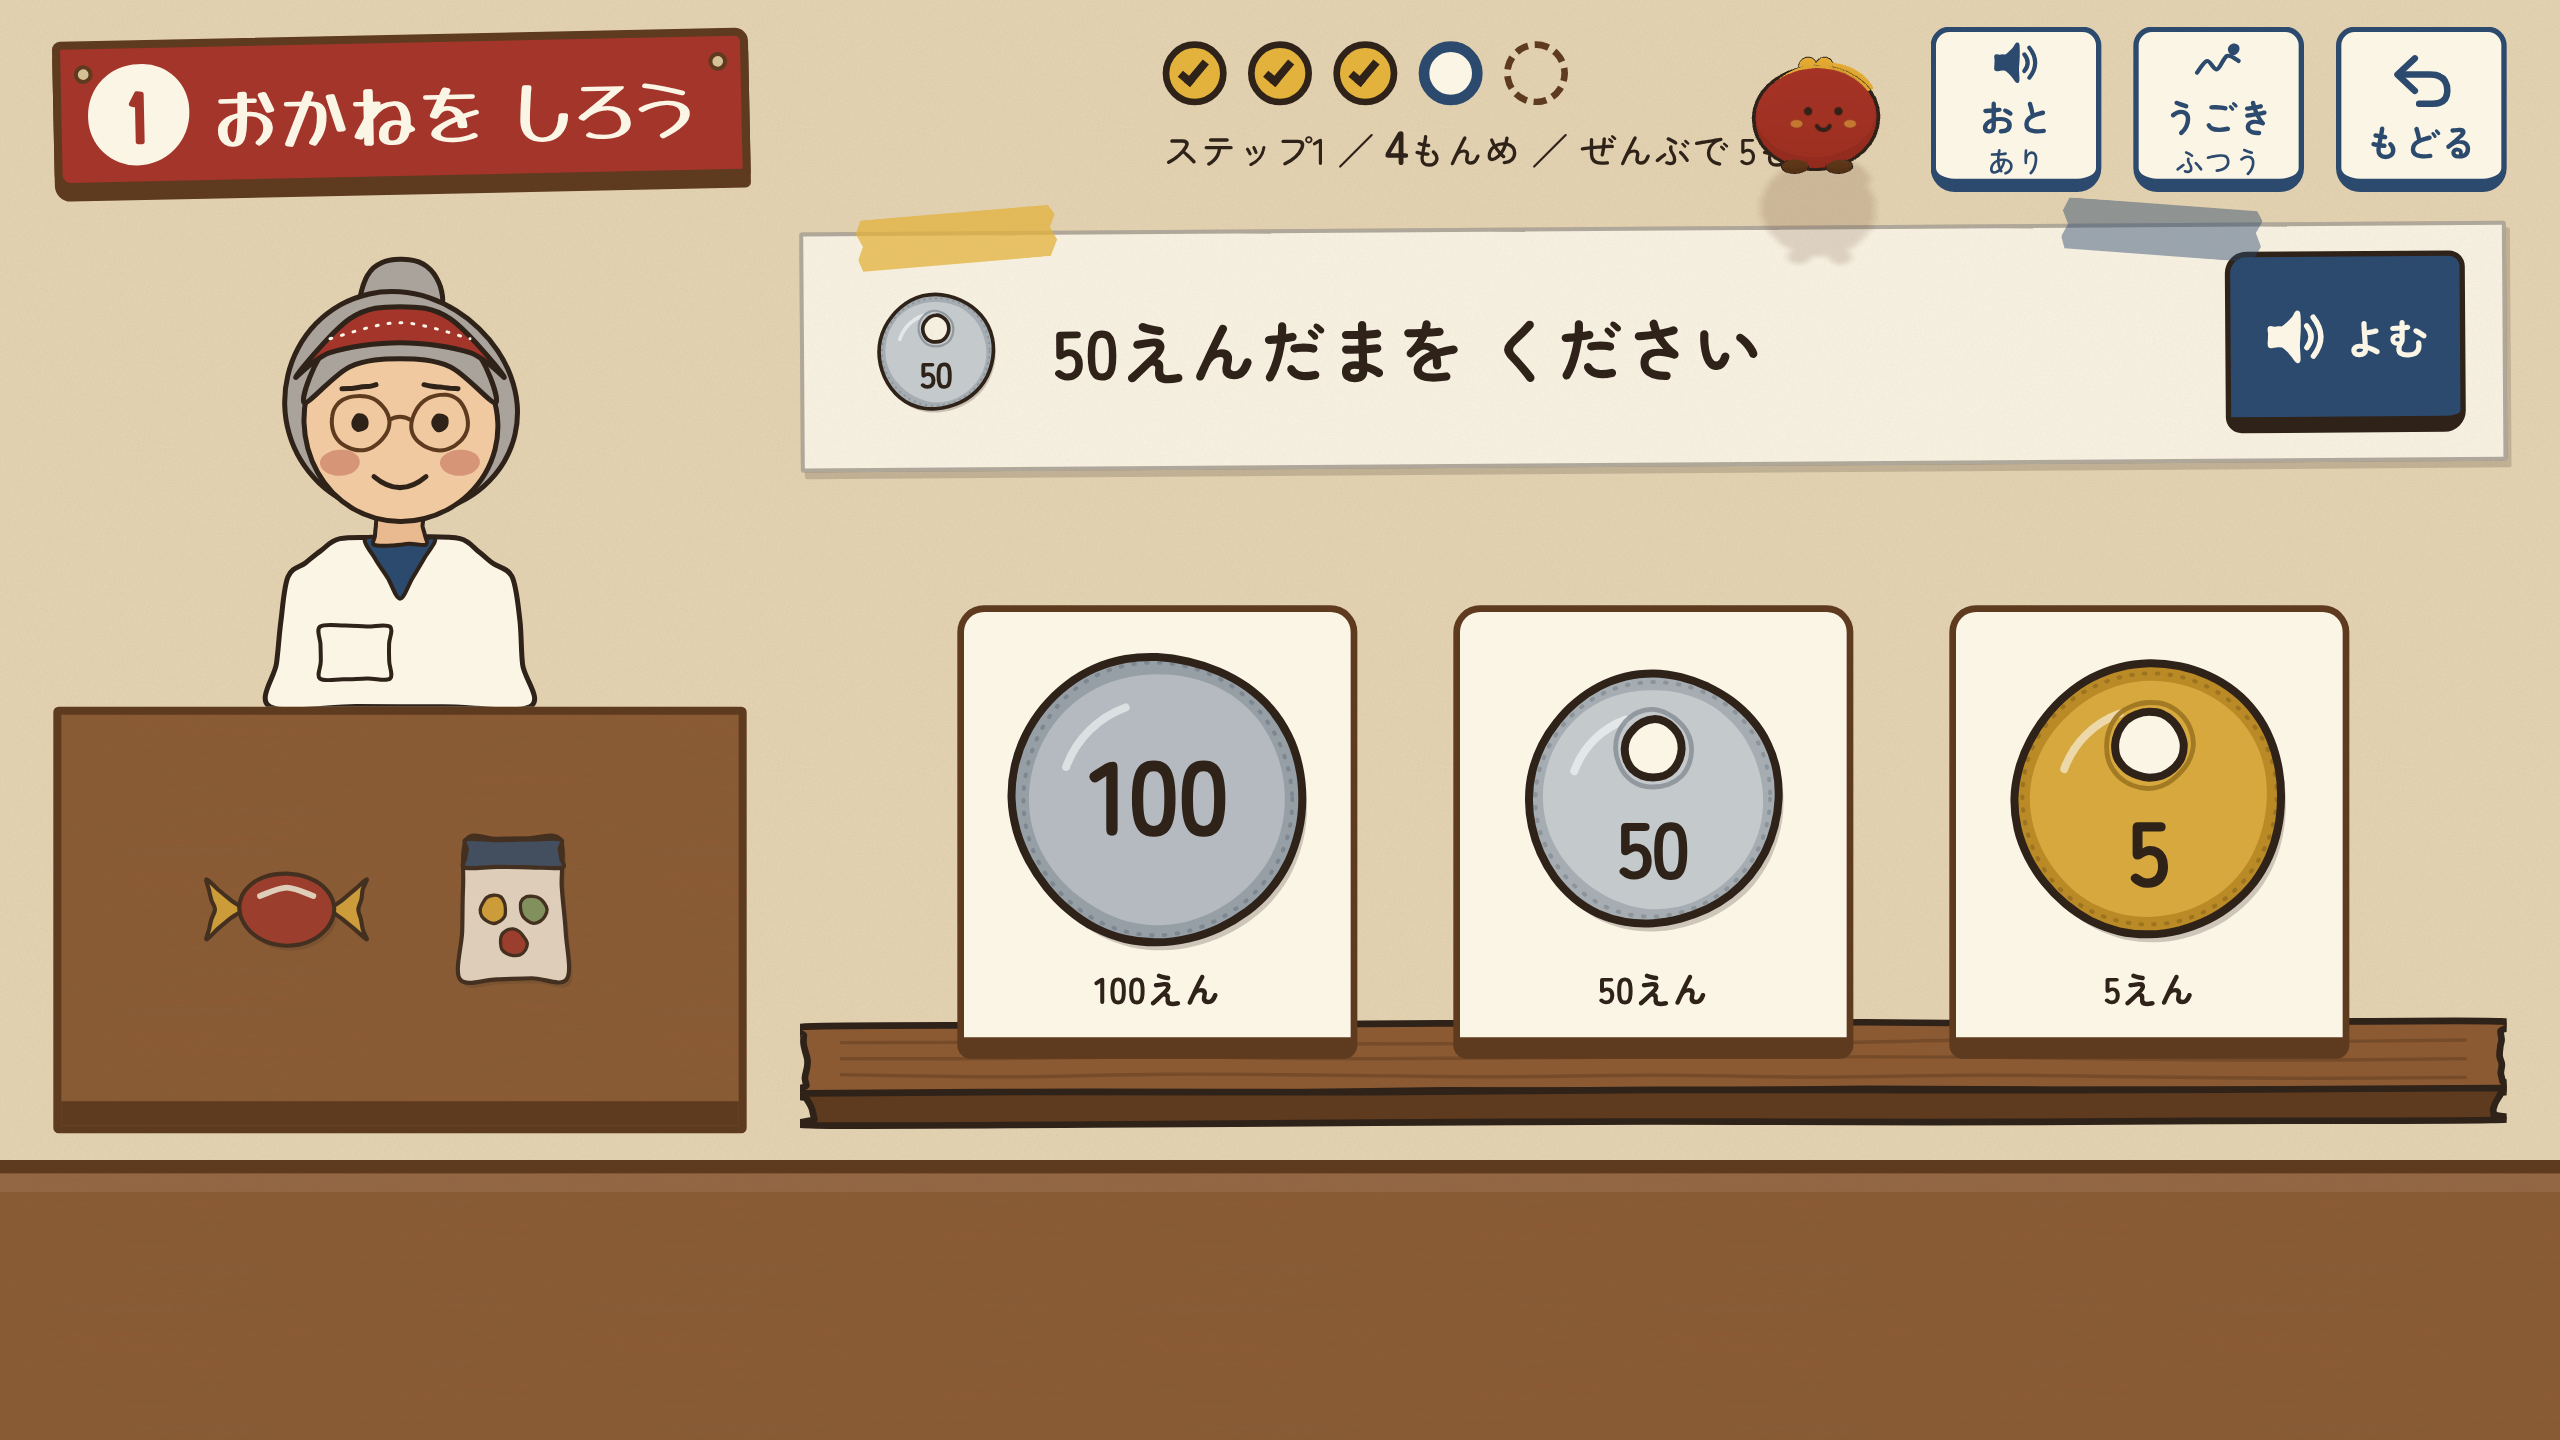 1 おかねを しろう
ステップ1 ／ 4もんめ ／ ぜんぶで 5
おと
あり
うごき
ふつう
もどる
50
50えんだまを ください
よむ
100
100えん
50
50えん
5
5えん